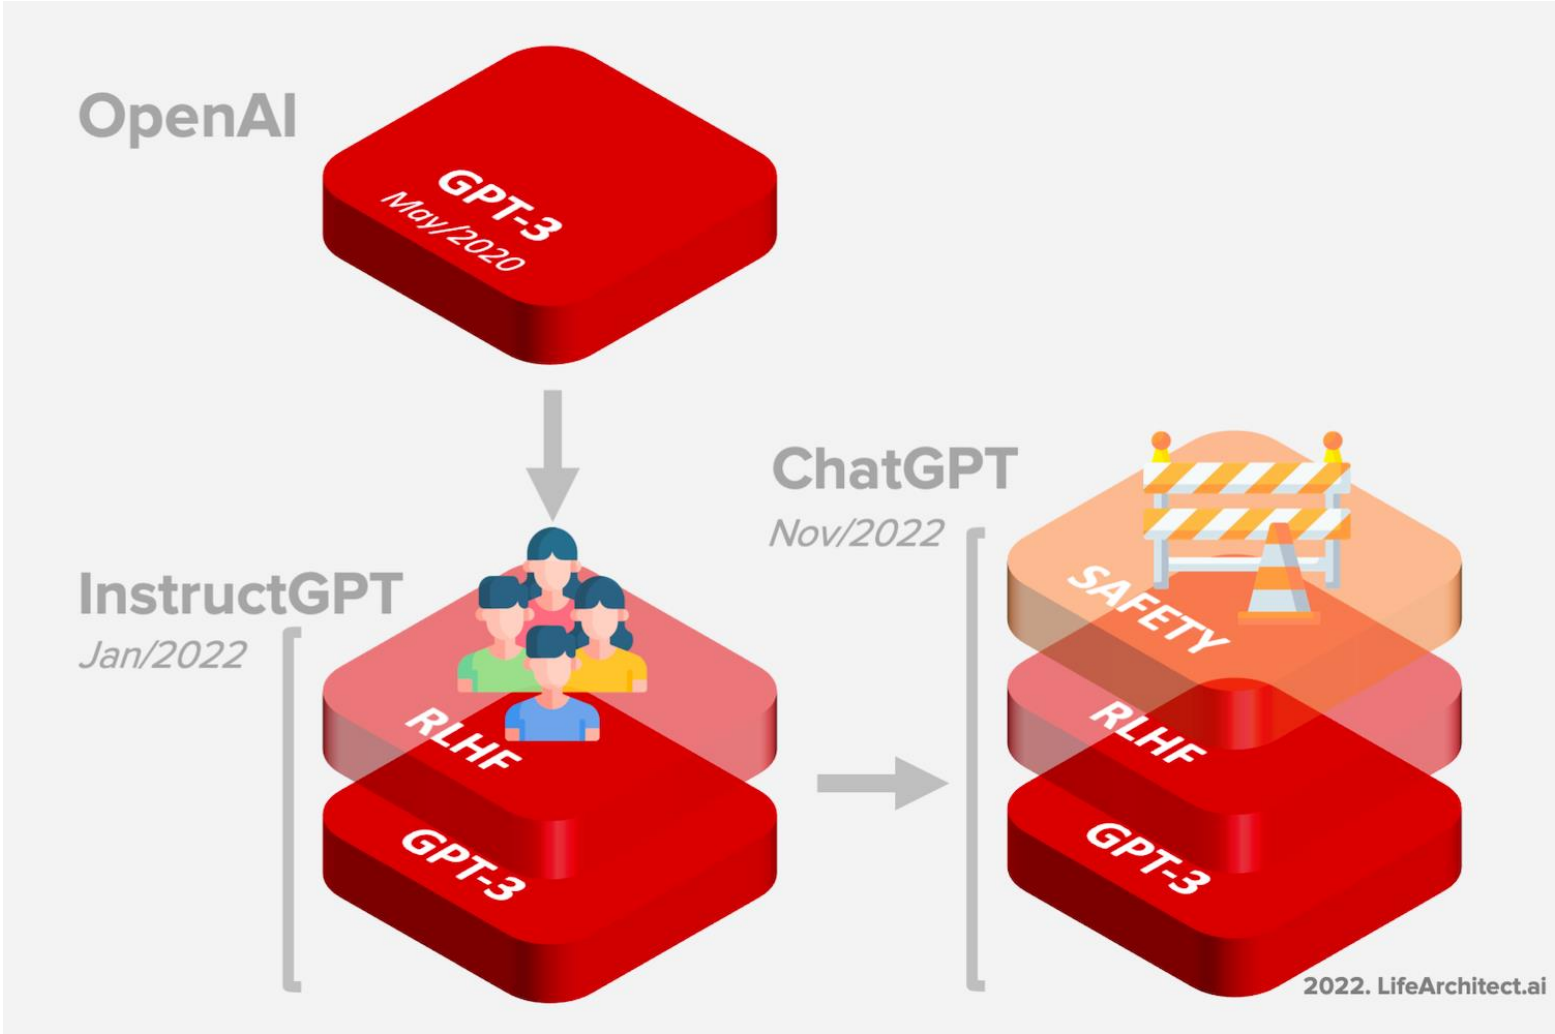 OpenAI
GPT-3
May/2020
InstructGPT
Jan/2022
RLHF
GPT-3
ChatGPT
Nov/2022
SAFETY
RLHF
GPT-3
2022. LifeArchitect.ai